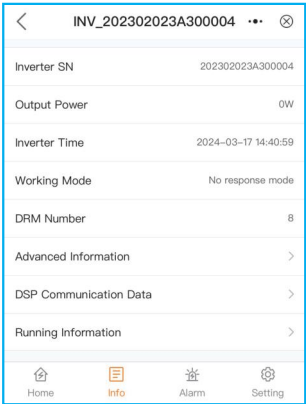 INV_202302023A300004
Inverter SN 202302023A300004
Output Power 0W
Inverter Time 2024-03-17 14:40:59
Working Mode No response mode
DRM Number 8
Advanced Information
DSP Communication Data
Running Information
Home Info Alarm Setting